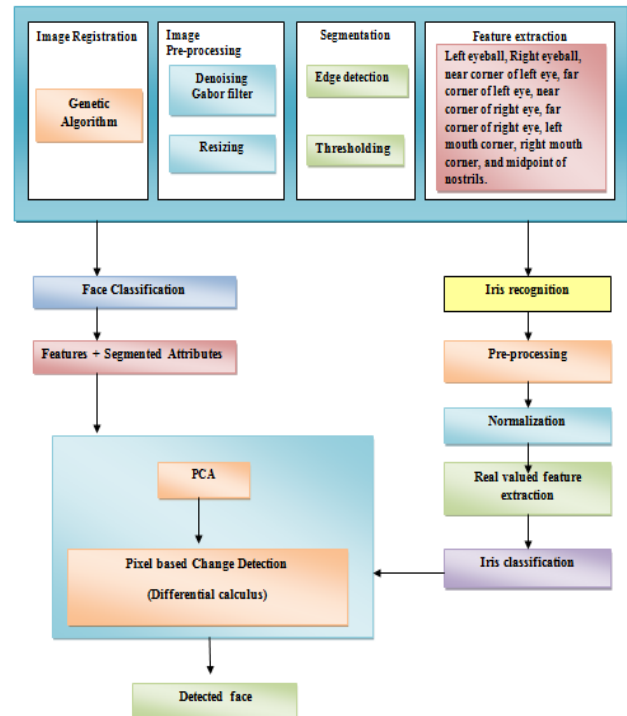 Image Registration
Genetic
Algorithm
Image
Pre-processing
Denoising
Gabor filter
Resizing
Segmentation
Edge detection
Thresholding
Feature extraction
Left eyeball, Right eyeball,
near corner of left eye, far
corner of left eye, near
corner of right eye, far
corner of right eye, left
mouth corner, right mouth
corner, and midpoint of
nostrils.
Face Classification
Features + Segmented Attributes
PCA
Pixel based Change Detection
(Differential calculus)
Detected face
Iris recognition
Pre-processing
Normalization
Real valued feature
extraction
Iris classification